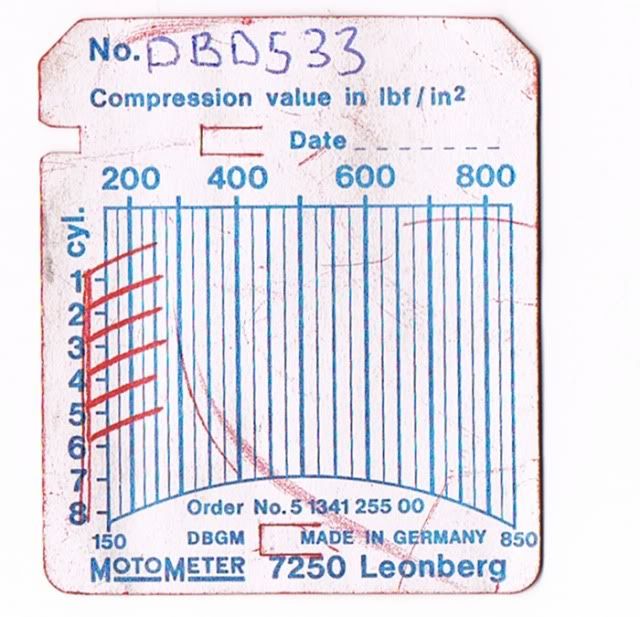 No. DBD533
Compression value in lbf/in2
Date
200 400 600 800
cyl.
1
2
3
4
5
6
7
8
Order No. 5 1341 255 00
150 DBGM MADE IN GERMANY 850
MOTOMETER 7250 Leonberg